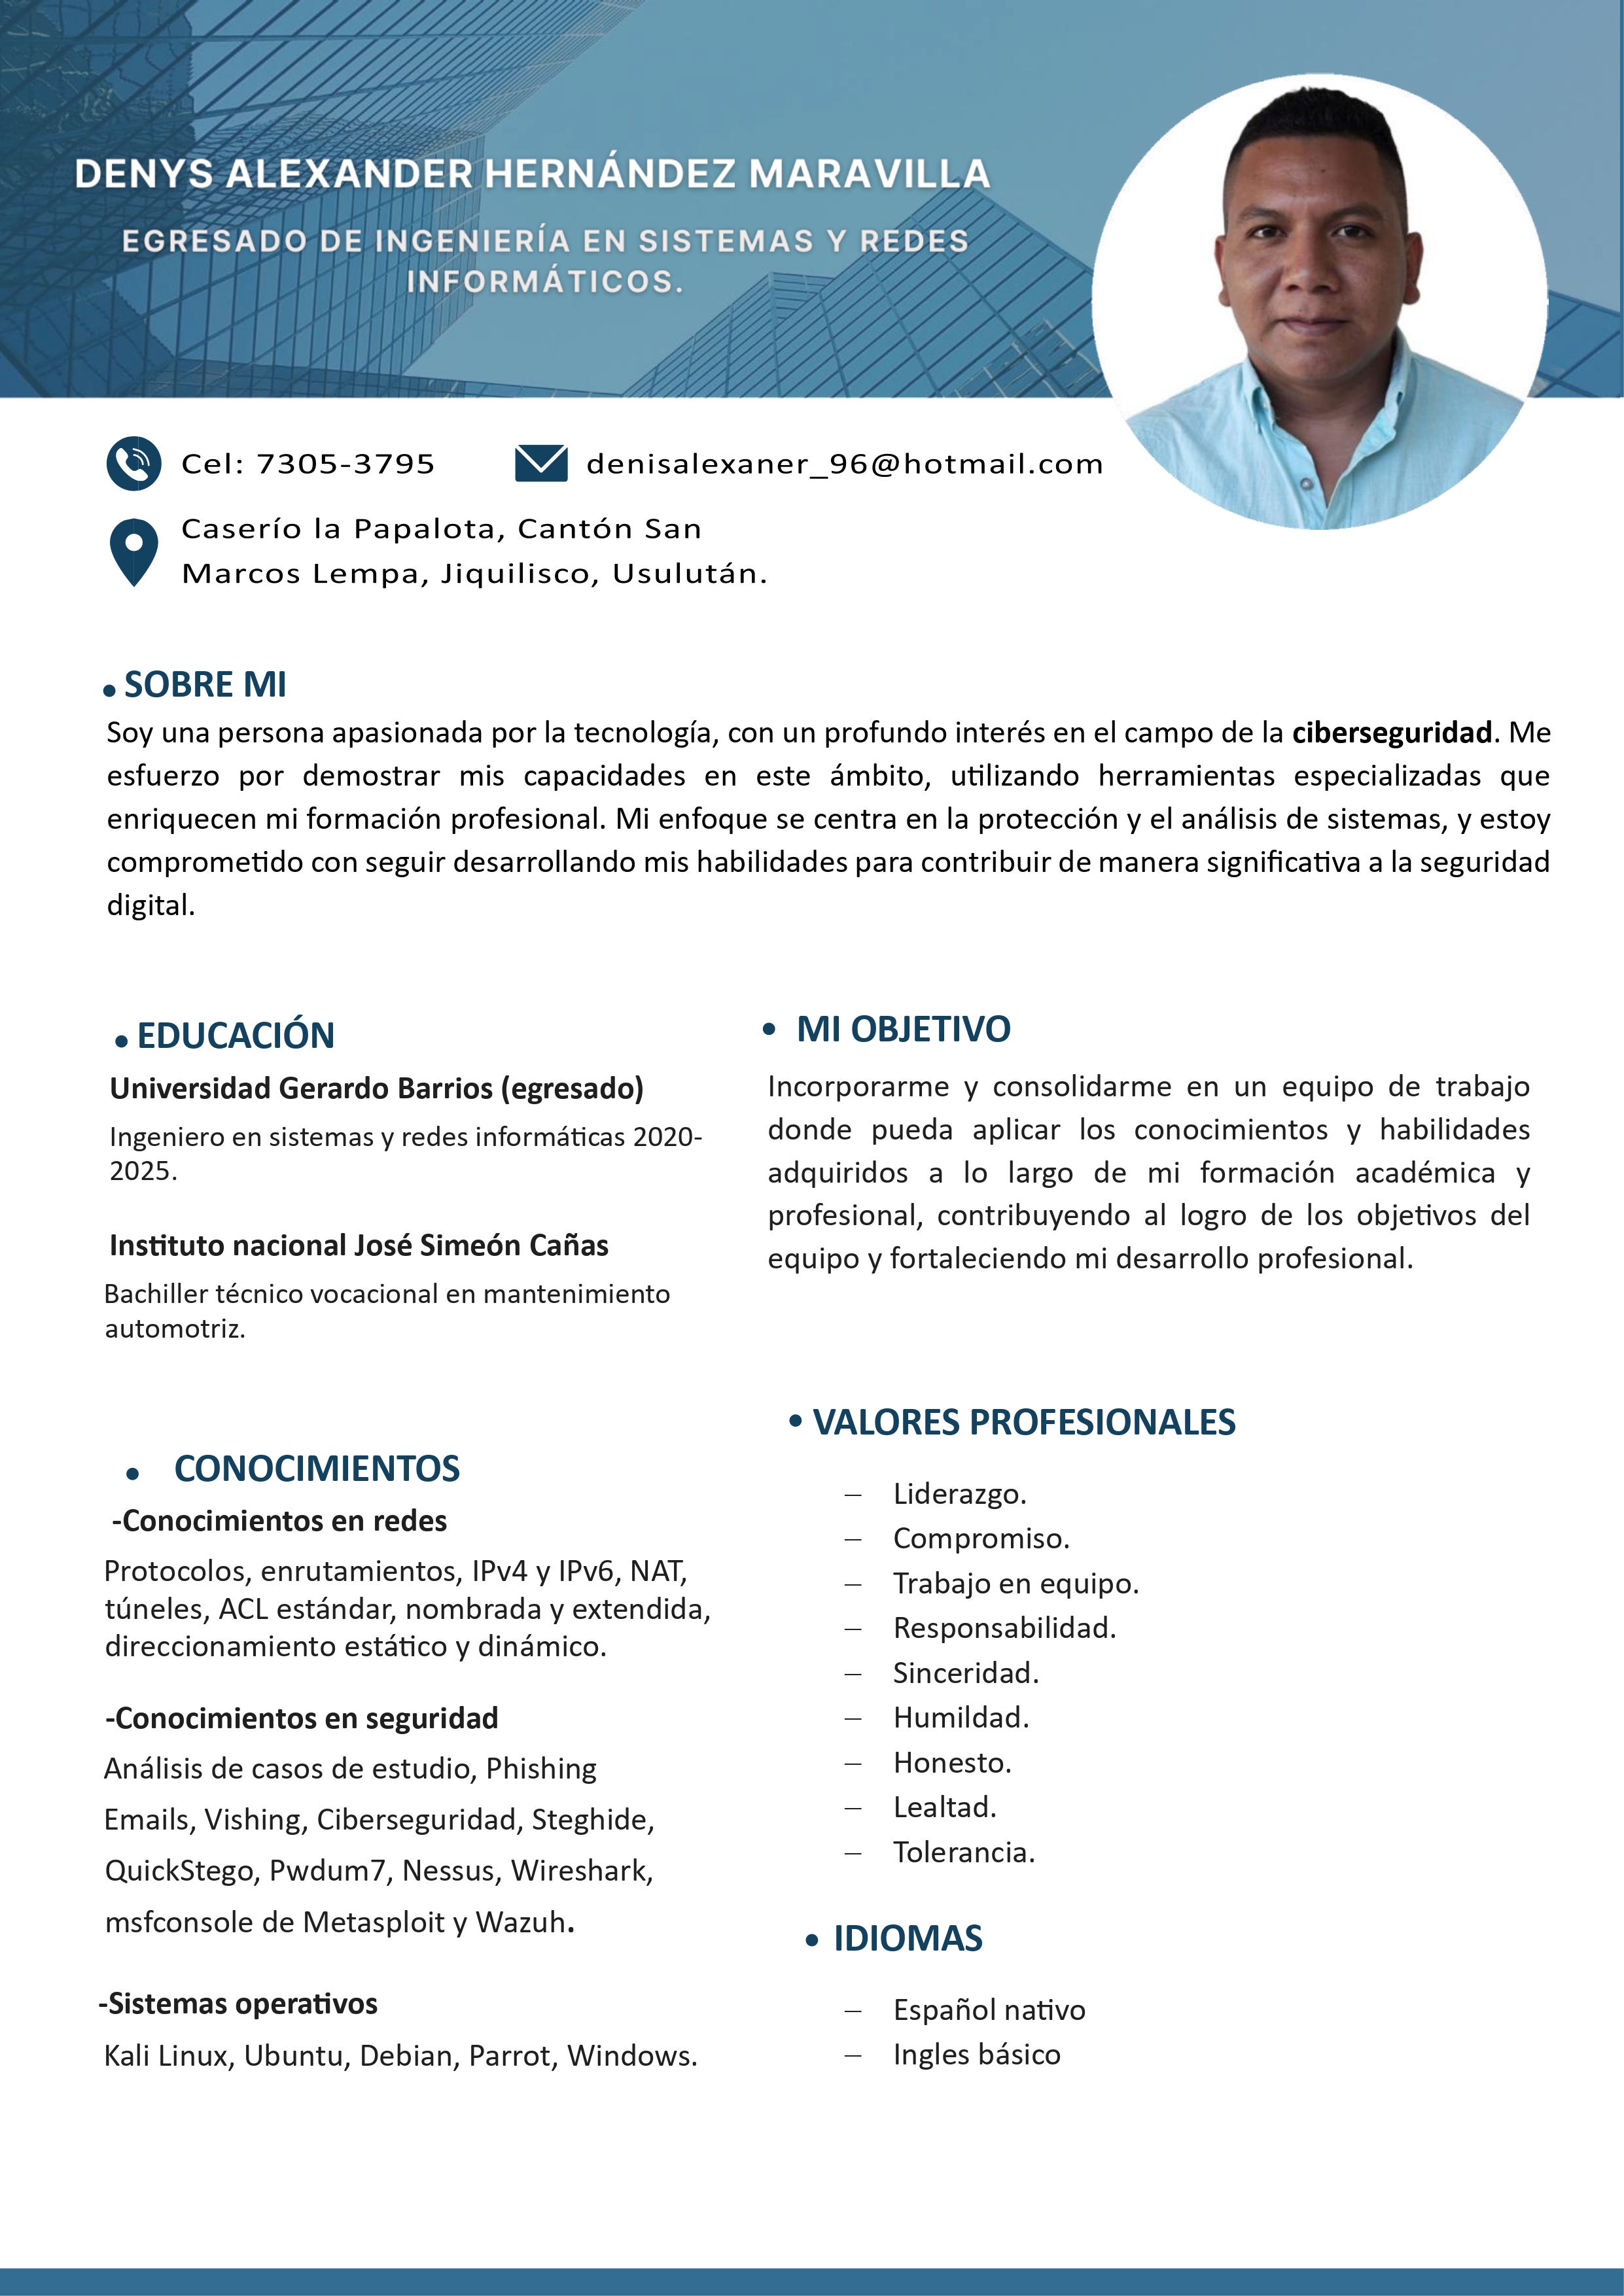 DENYS ALEXANDER HERNÁNDEZ MARAVILLA
EGRESADO DE INGENIERÍA EN SISTEMAS Y REDES
INFORMÁTICOS.
Cel: 7305-3795
denisalexaner_96@hotmail.com
Caserío la Papalota, Cantón San
Marcos Lempa, Jiquilisco, Usulután.
• SOBRE MI
Soy una persona apasionada por la tecnología, con un profundo interés en el campo de la ciberseguridad. Me
esfuerzo por demostrar mis capacidades en este ámbito, utilizando herramientas especializadas que
enriquecen mi formación profesional. Mi enfoque se centra en la protección y el análisis de sistemas, y estoy
comprometido con seguir desarrollando mis habilidades para contribuir de manera significativa a la seguridad
digital.
• EDUCACIÓN
Universidad Gerardo Barrios (egresado)
Ingeniero en sistemas y redes informáticas 2020-
2025.
Instituto nacional José Simeón Cañas
Bachiller técnico vocacional en mantenimiento
automotriz.
• CONOCIMIENTOS
-Conocimientos en redes
Protocolos, enrutamientos, IPv4 y IPv6, NAT,
túneles, ACL estándar, nombrada y extendida,
direccionamiento estático y dinámico.
-Conocimientos en seguridad
Análisis de casos de estudio, Phishing
Emails, Vishing, Ciberseguridad, Steghide,
QuickStego, Pwdum7, Nessus, Wireshark,
msfconsole de Metasploit y Wazuh.
-Sistemas operativos
Kali Linux, Ubuntu, Debian, Parrot, Windows.
• MI OBJETIVO
Incorporarme y consolidarme en un equipo de trabajo
donde pueda aplicar los conocimientos y habilidades
adquiridos a lo largo de mi formación académica y
profesional, contribuyendo al logro de los objetivos del
equipo y fortaleciendo mi desarrollo profesional.
• VALORES PROFESIONALES
– Liderazgo.
– Compromiso.
– Trabajo en equipo.
– Responsabilidad.
– Sinceridad.
– Humildad.
– Honesto.
– Lealtad.
– Tolerancia.
• IDIOMAS
– Español nativo
– Ingles básico